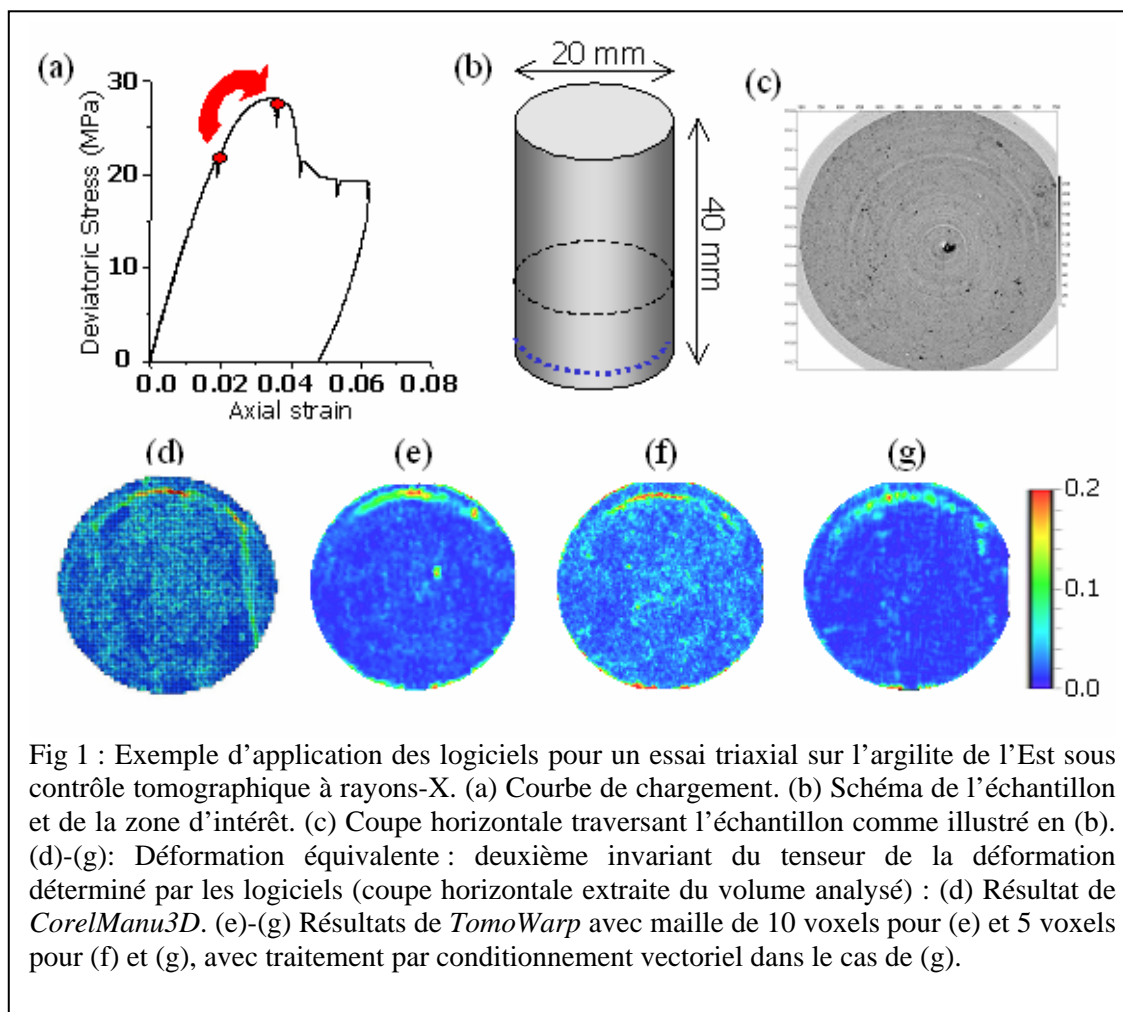 (a)
30
20
10
0
Deviatoric Stress (MPa)
0.0 0.02 0.04 0.06 0.08
Axial strain
(b)
20 mm
40 mm
(c)
(d)
(e)
(f)
(g)
0.2
0.1
0.0
Fig 1 : Exemple d’application des logiciels pour un essai triaxial sur l’argilite de l’Est sous
contrôle tomographique à rayons-X. (a) Courbe de chargement. (b) Schéma de l’échantillon
et de la zone d’intérêt. (c) Coupe horizontale traversant l’échantillon comme illustré en (b).
(d)-(g): Déformation équivalente : deuxième invariant du tenseur de la déformation
déterminé par les logiciels (coupe horizontale extraite du volume analysé) : (d) Résultat de
CorelManu3D. (e)-(g) Résultats de TomoWarp avec maille de 10 voxels pour (e) et 5 voxels
pour (f) et (g), avec traitement par conditionnement vectoriel dans le cas de (g).